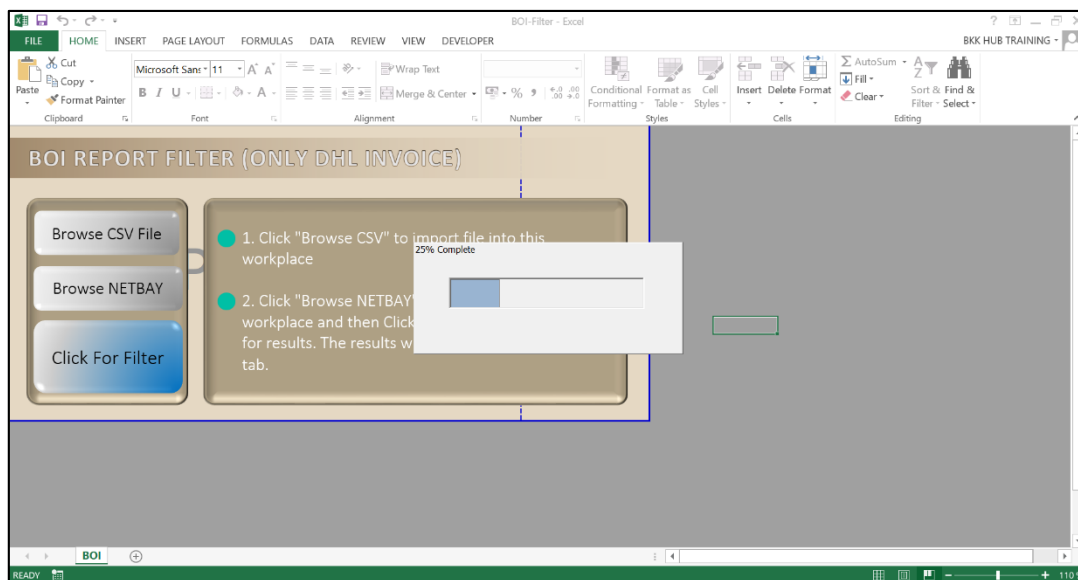 BOI-Filter - Excel
FILE HOME INSERT PAGE LAYOUT FORMULAS DATA REVIEW VIEW DEVELOPER
BKK HUB TRAINING
Paste
Cut
Copy
Format Painter
Clipboard
Microsoft Sans 11
B I U
Font
Wrap Text
Merge & Center
Alignment
%
Number
Conditional Formatting
Format as Table
Cell Styles
Styles
Insert Delete Format
Cells
AutoSum
Fill
Clear
Sort & Filter
Find & Select
Editing
BOI REPORT FILTER (ONLY DHL INVOICE)
Browse CSV File
Browse NETBAY
Click For Filter
1. Click "Browse CSV" to import file into this
workplace
2. Click "Browse NETBAY"
workplace and then Click
for results. The results w
tab.
25% Complete
BOI
READY
110